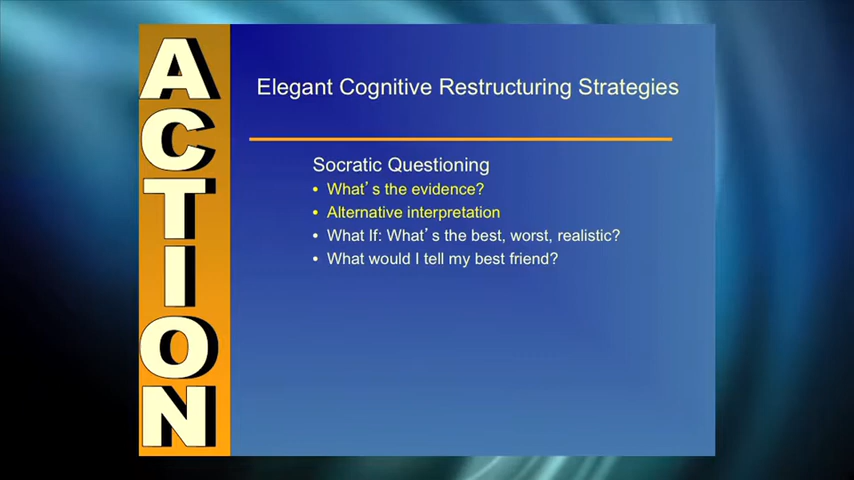 ACTION
Elegant Cognitive Restructuring Strategies
Socratic Questioning
• What’s the evidence?
• Alternative interpretation
• What If: What’s the best, worst, realistic?
• What would I tell my best friend?